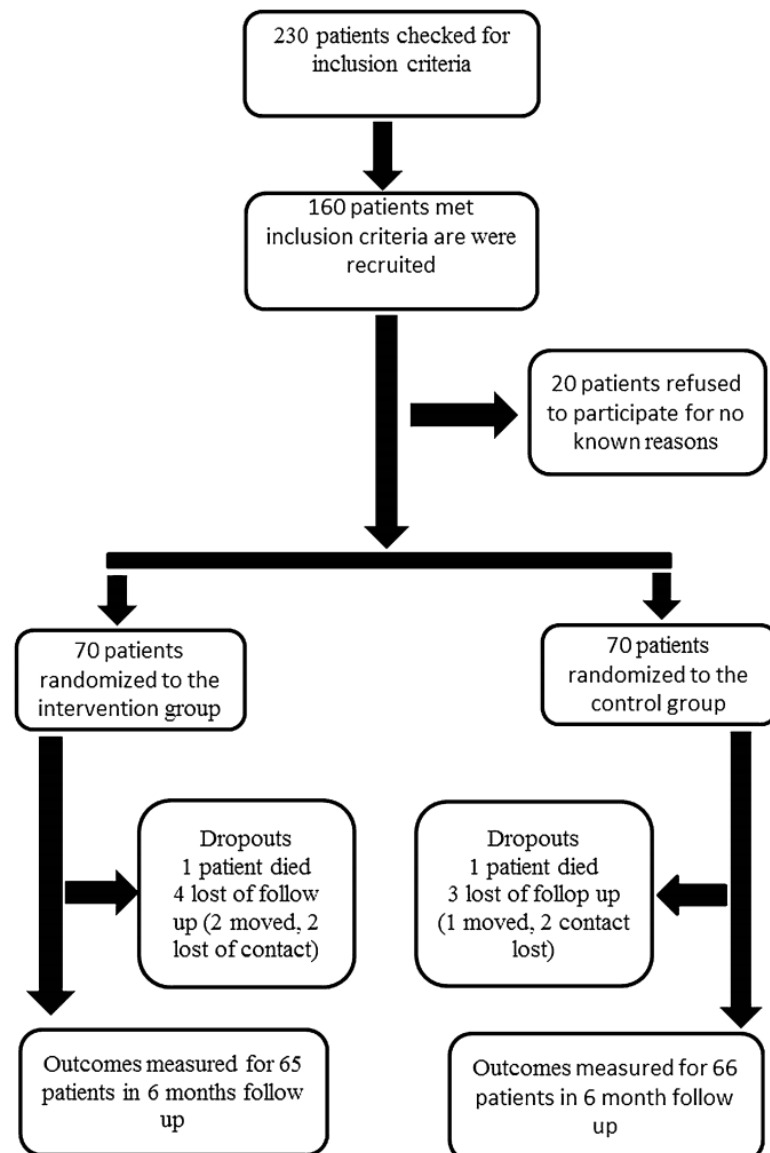 230 patients checked for
inclusion criteria
160 patients met
inclusion criteria are were
recruited
20 patients refused
to participate for no
known reasons
70 patients
randomized to the
intervention group
70 patients
randomized to the
control group
Dropouts
1 patient died
4 lost of follow
up (2 moved, 2
lost of contact)
Dropouts
1 patient died
3 lost of follop up
(1 moved, 2 contact
lost)
Outcomes measured for 65
patients in 6 months follow
up
Outcomes measured for 66
patients in 6 month follow
up